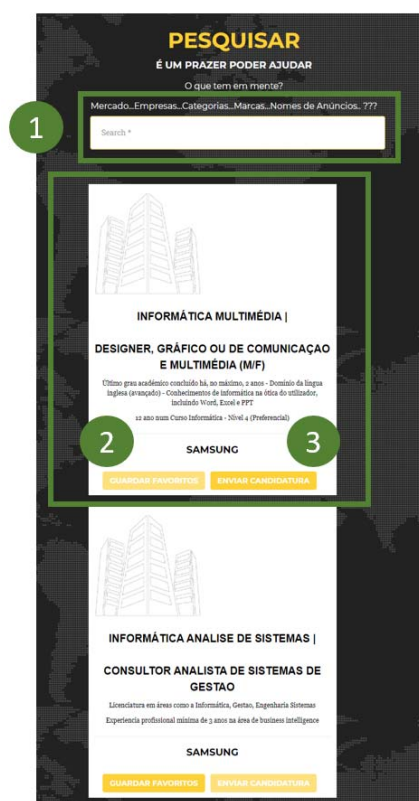 PESQUISAR
É UM PRAZER PODER AJUDAR
O que tem em mente?
Mercado...Empresas...Categorias...Marcas...Nomes de Anúncios.. ???
1
Search *
INFORMÁTICA MULTIMÉDIA |
DESIGNER, GRÁFICO OU DE COMUNICAÇAO
E MULTIMÉDIA (M/F)
Último grau académico concluído há, no máximo, 2 anos - Domínio da língua
inglesa (avançado) - Conhecimentos de informática na ótica do utilizador,
incluindo Word, Excel e PPT
12 ano num Curso Informática - Nível 4 (Preferencial)
2
3
SAMSUNG
GUARDAR FAVORITOS ENVIAR CANDIDATURA
INFORMÁTICA ANALISE DE SISTEMAS |
CONSULTOR ANALISTA DE SISTEMAS DE
GESTAO
Licenciatura em áreas como a Informática, Gestao, Engenharia Sistemas
Experiencia profissional minima de 3 anos na área de business intelligence
SAMSUNG
GUARDAR FAVORITOS ENVIAR CANDIDATURA